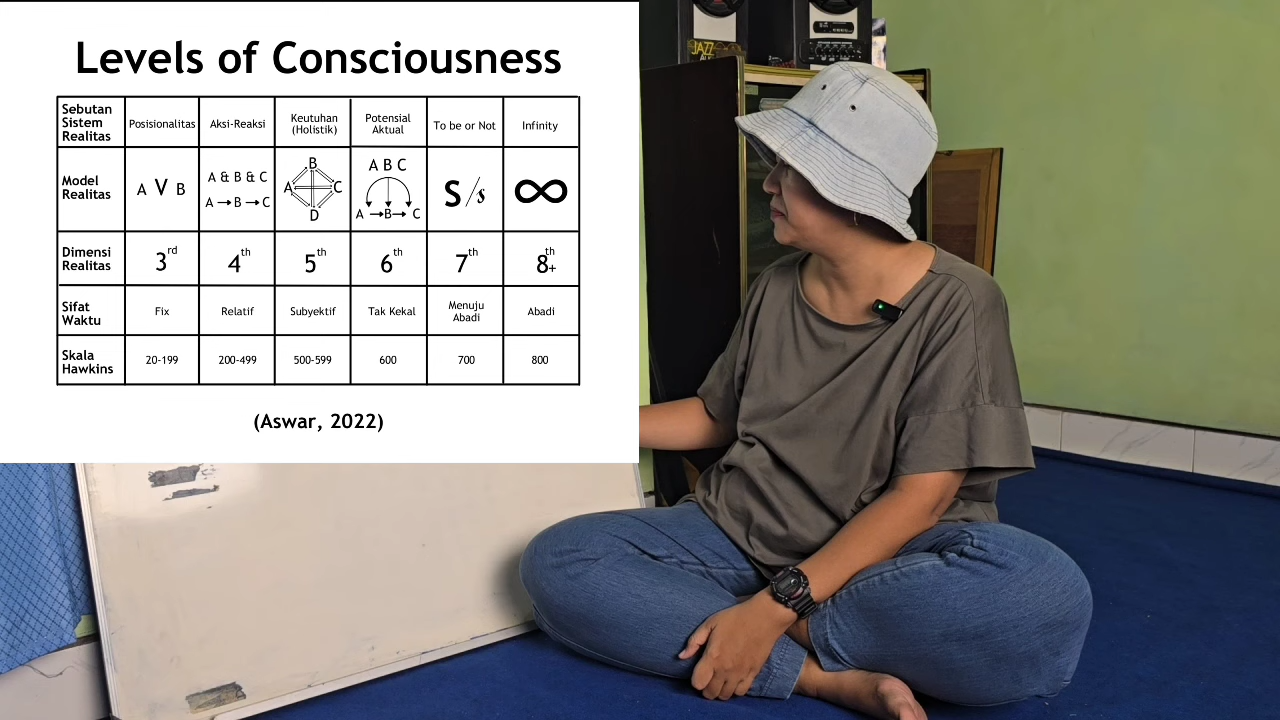 Levels of Consciousness
Sebutan Sistem Realitas Posisionalitas Aksi-Reaksi Keutuhan (Holistik) Potensial Aktual To be or Not Infinity
Model Realitas
A V B
A & B & C
A → B → C
B
A C
D
A B C
A → B → C
S/s
∞
Dimensi Realitas 3rd 4th 5th 6th 7th 8th+
Sifat Waktu Fix Relatif Subyektif Tak Kekal Menuju Abadi Abadi
Skala Hawkins 20-199 200-499 500-599 600 700 800
(Aswar, 2022)
JAZZ